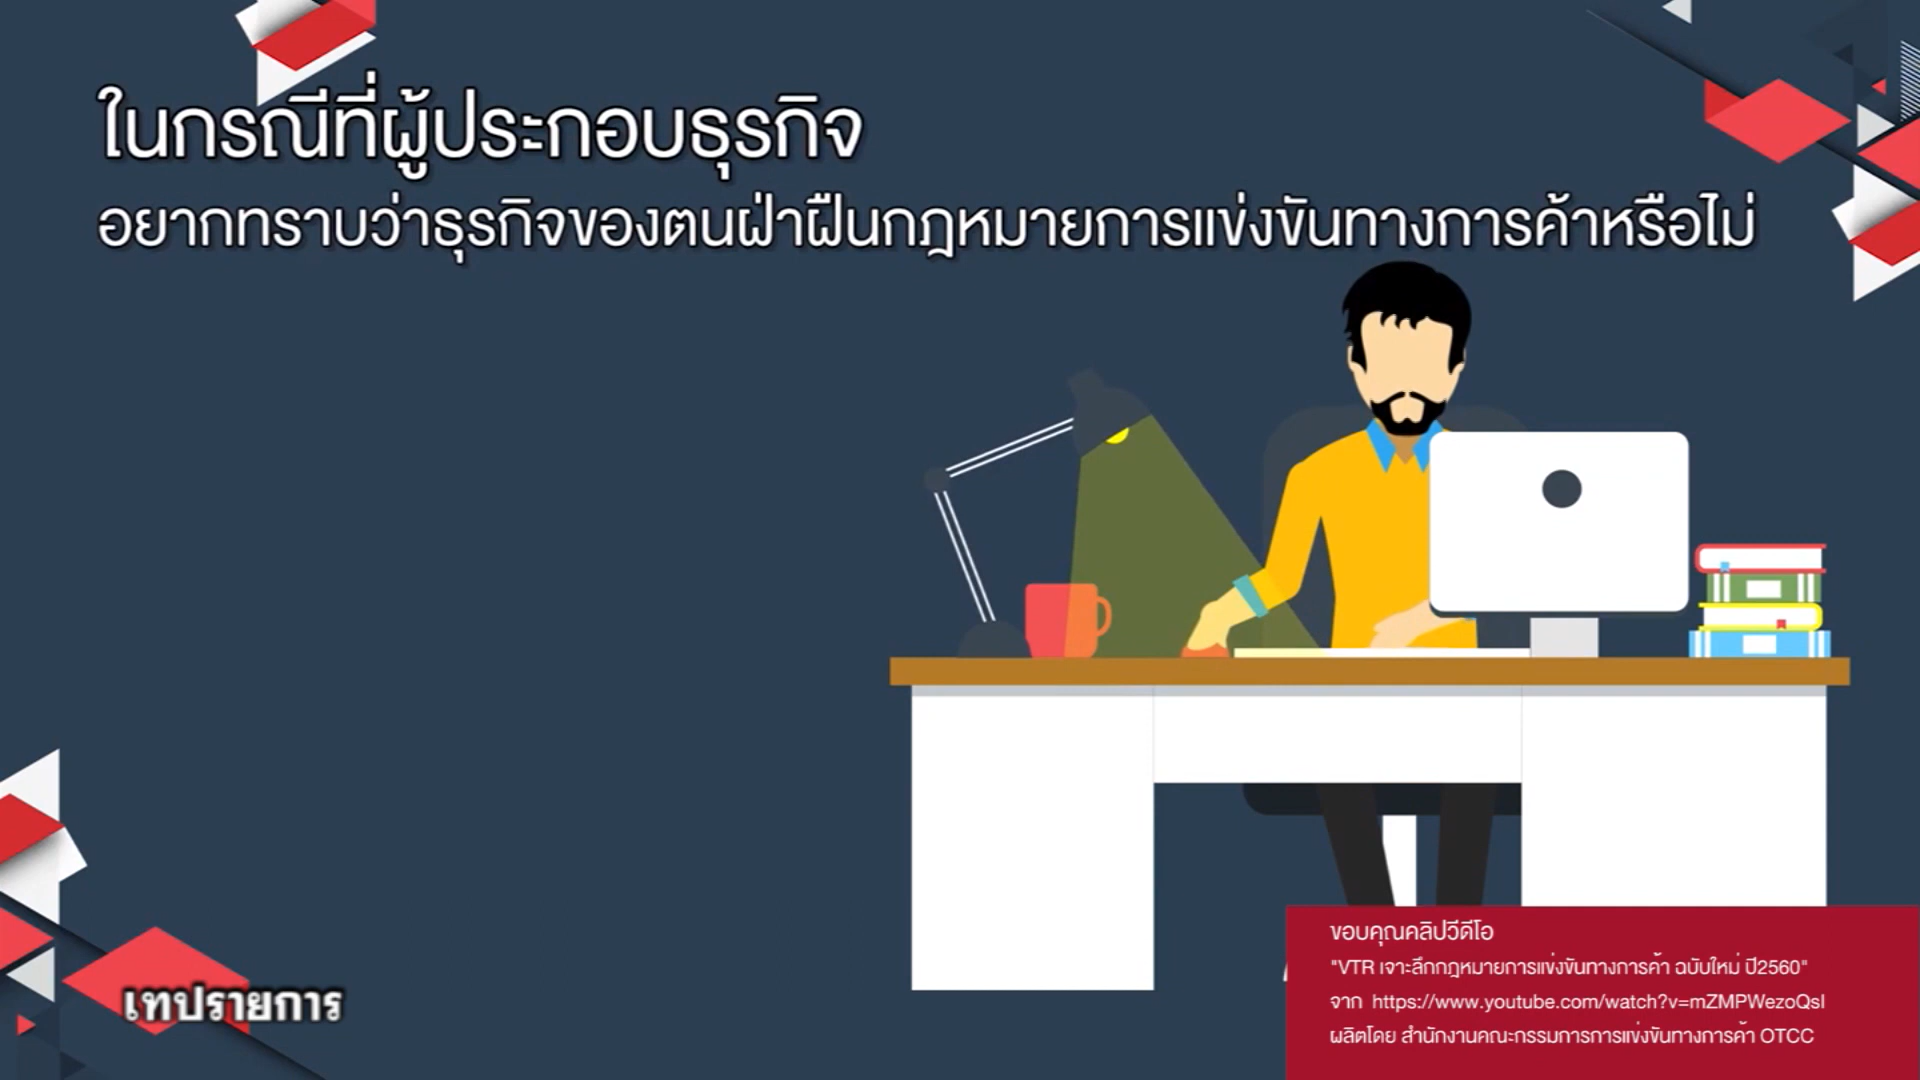 ในกรณีที่ผู้ประกอบธุรกิจ
อยากทราบว่าธุรกิจของตนฝ่าฝืนกฎหมายการแข่งขันทางการค้าหรือไม่
ขอบคุณคลิปวีดีโอ
"VTR เจาะลึกกฎหมายการแข่งขันทางการค้า ฉบับใหม่ ปี2560"
จาก https://www.youtube.com/watch?v=mZMPWezoQsI
ผลิตโดย สำนักงานคณะกรรมการการแข่งขันทางการค้า OTCC
เทปรายการ